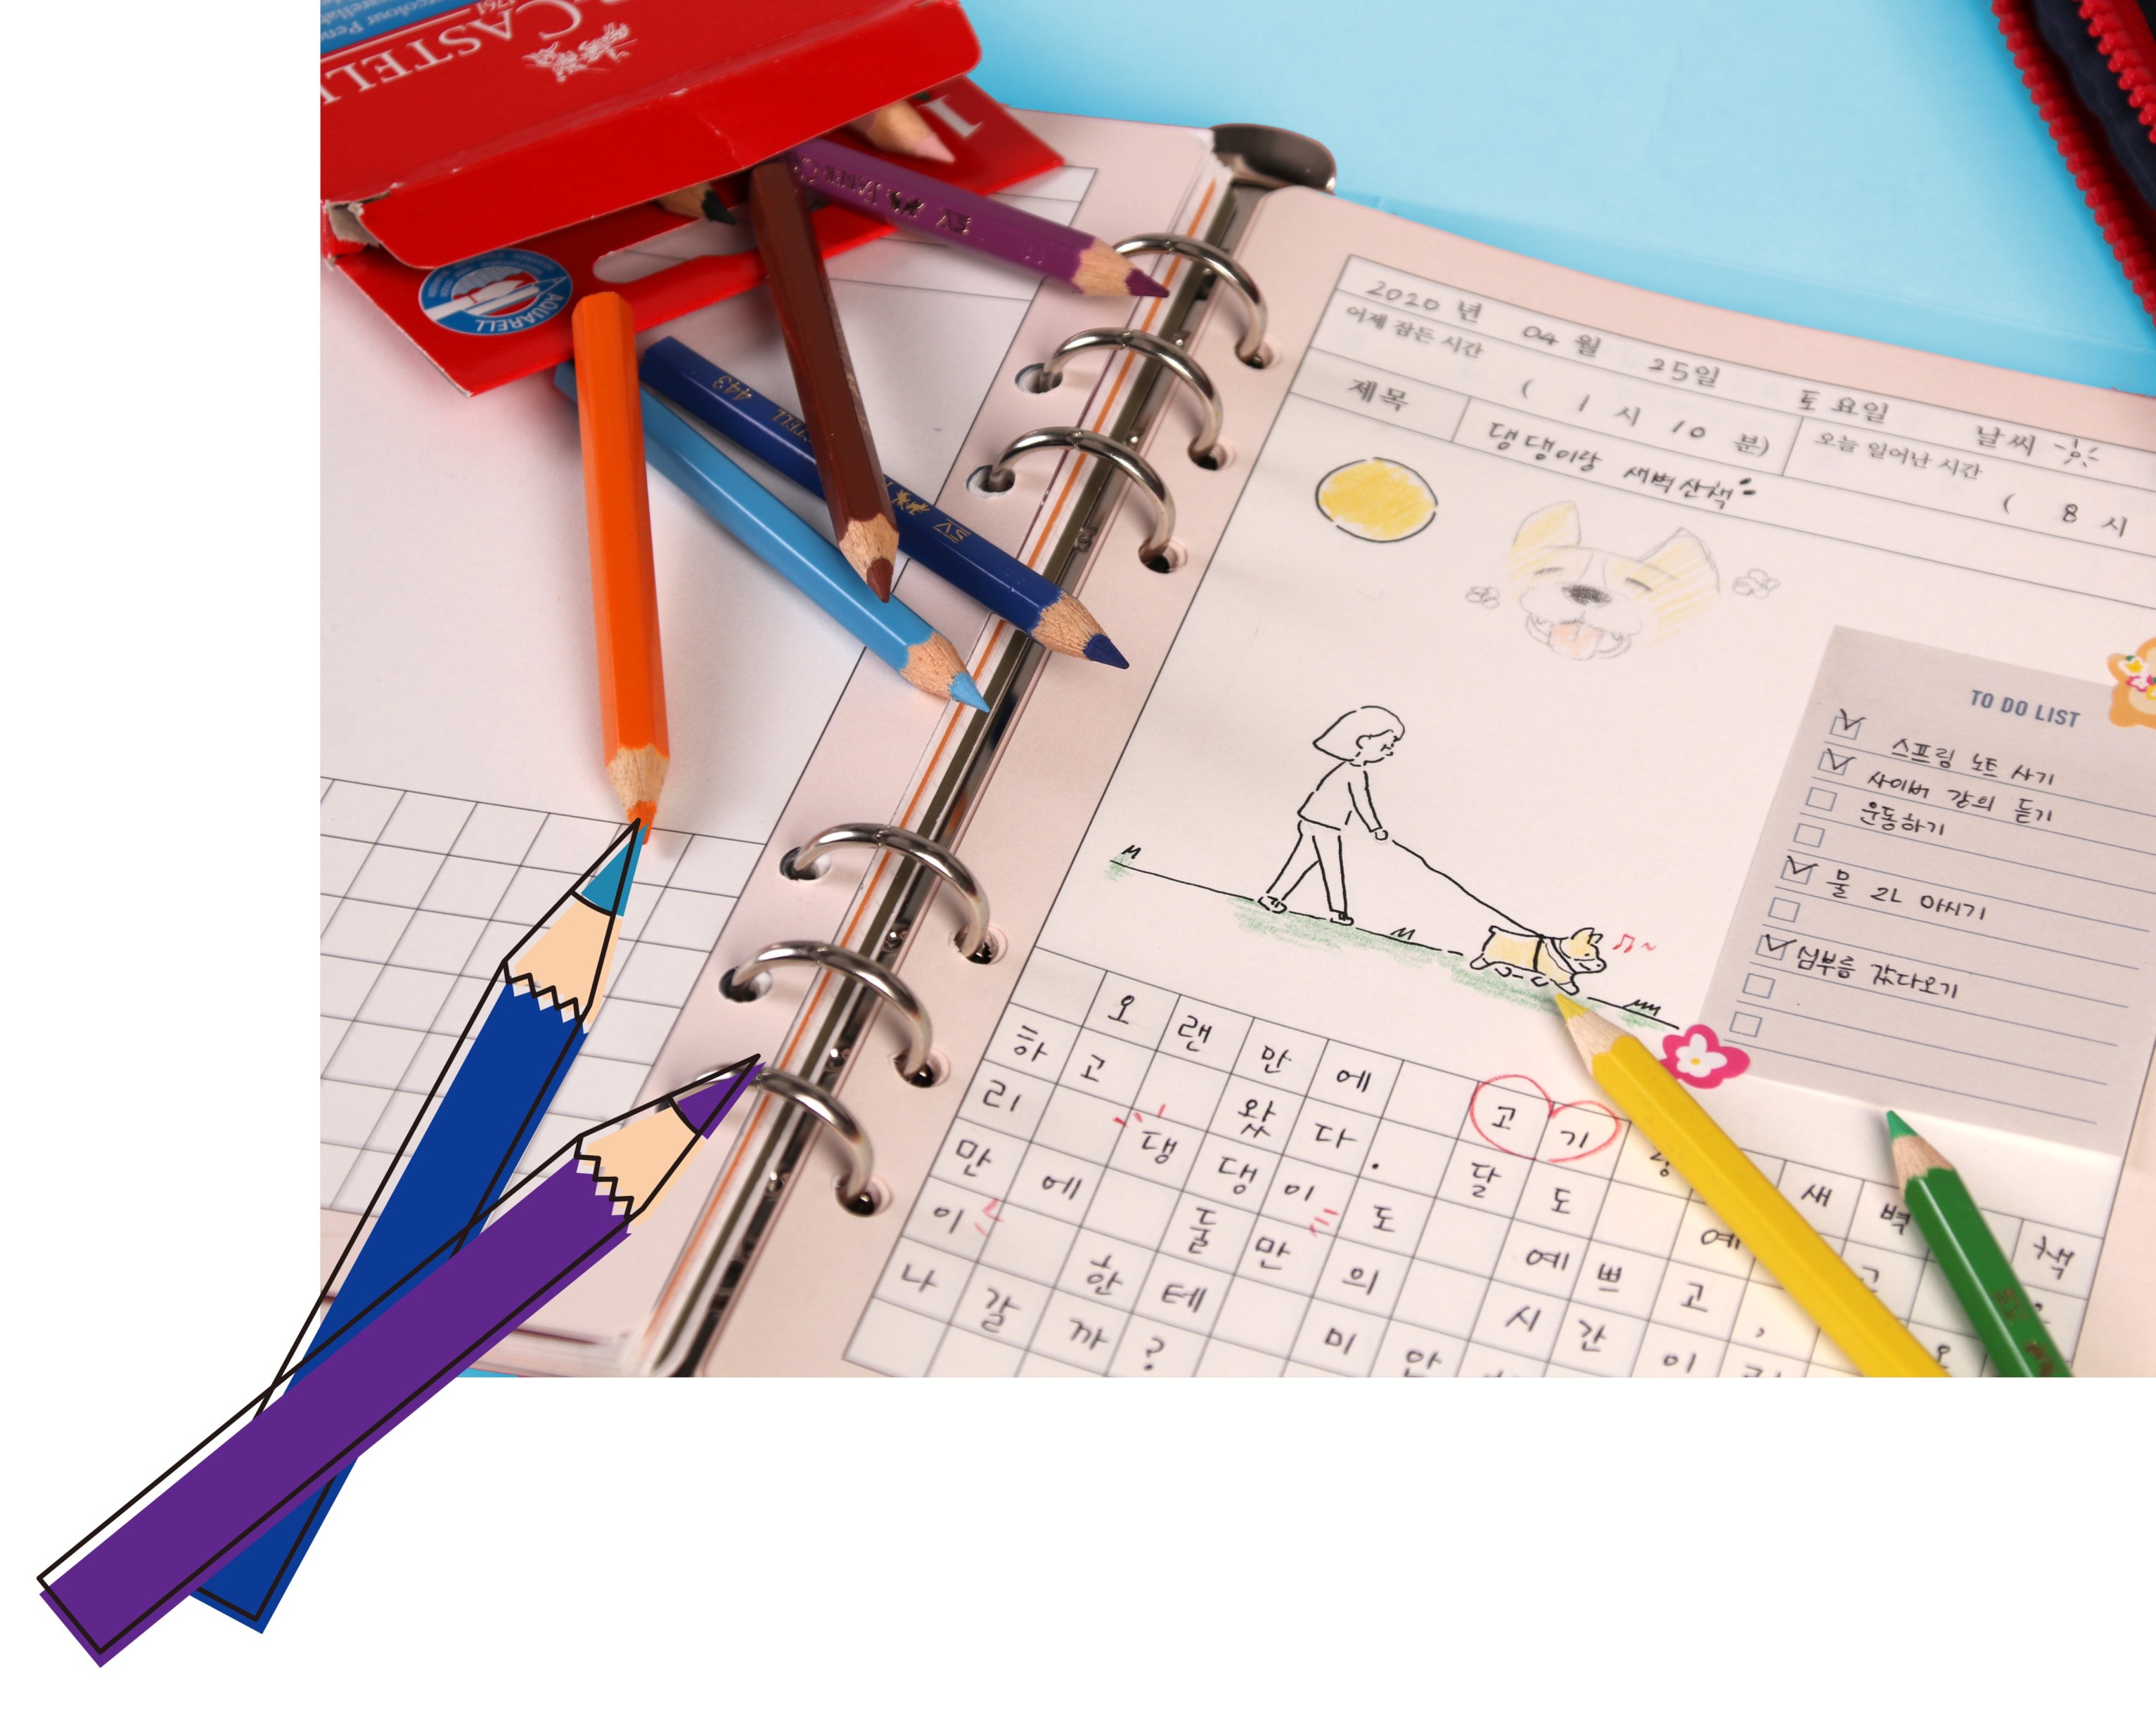 CASTELL
AQUARELL
443
2020 년 04 월 25일 토 요일 날씨
어제 잠든 시간 ( 1 시 10 분) 오늘 일어난 시간 ( 8 시
제목 댕댕이랑 새벽산책
TO DO LIST
스프링 노트 사기
사이버 강의 듣기
운동하기
물 2L 마시기
심부름 갔다오기
오 랜 만 에 고 기 새 벽 책
하 고 왔 다 . 달 도 예
리 댕 댕 이 도 예 쁘 고 ,
만 에 둘 만 의 시 간 이
이 한 테 미 안
나 갈 까 ?